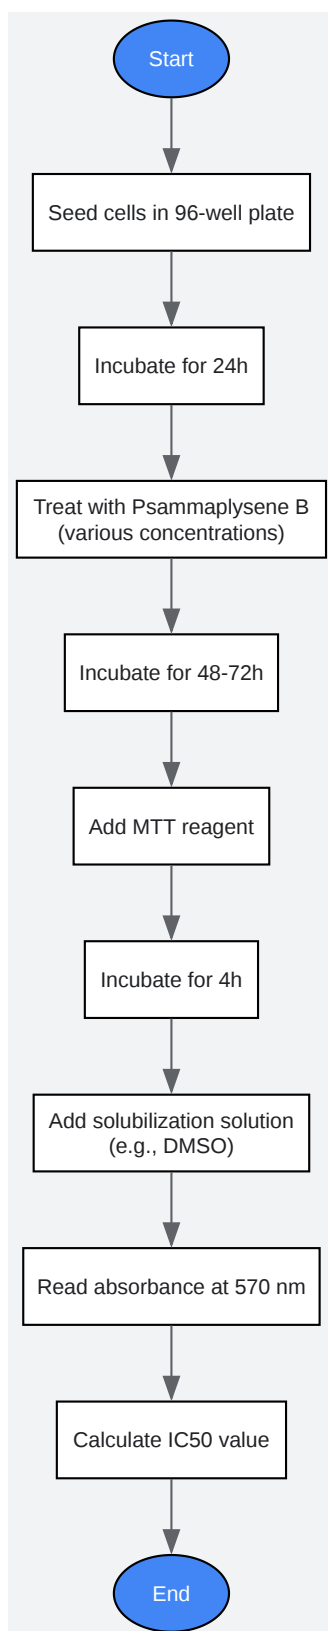 Start
Seed cells in 96-well plate
Incubate for 24h
Treat with Psammaplysene B
(various concentrations)
Incubate for 48-72h
Add MTT reagent
Incubate for 4h
Add solubilization solution
(e.g., DMSO)
Read absorbance at 570 nm
Calculate IC50 value
End